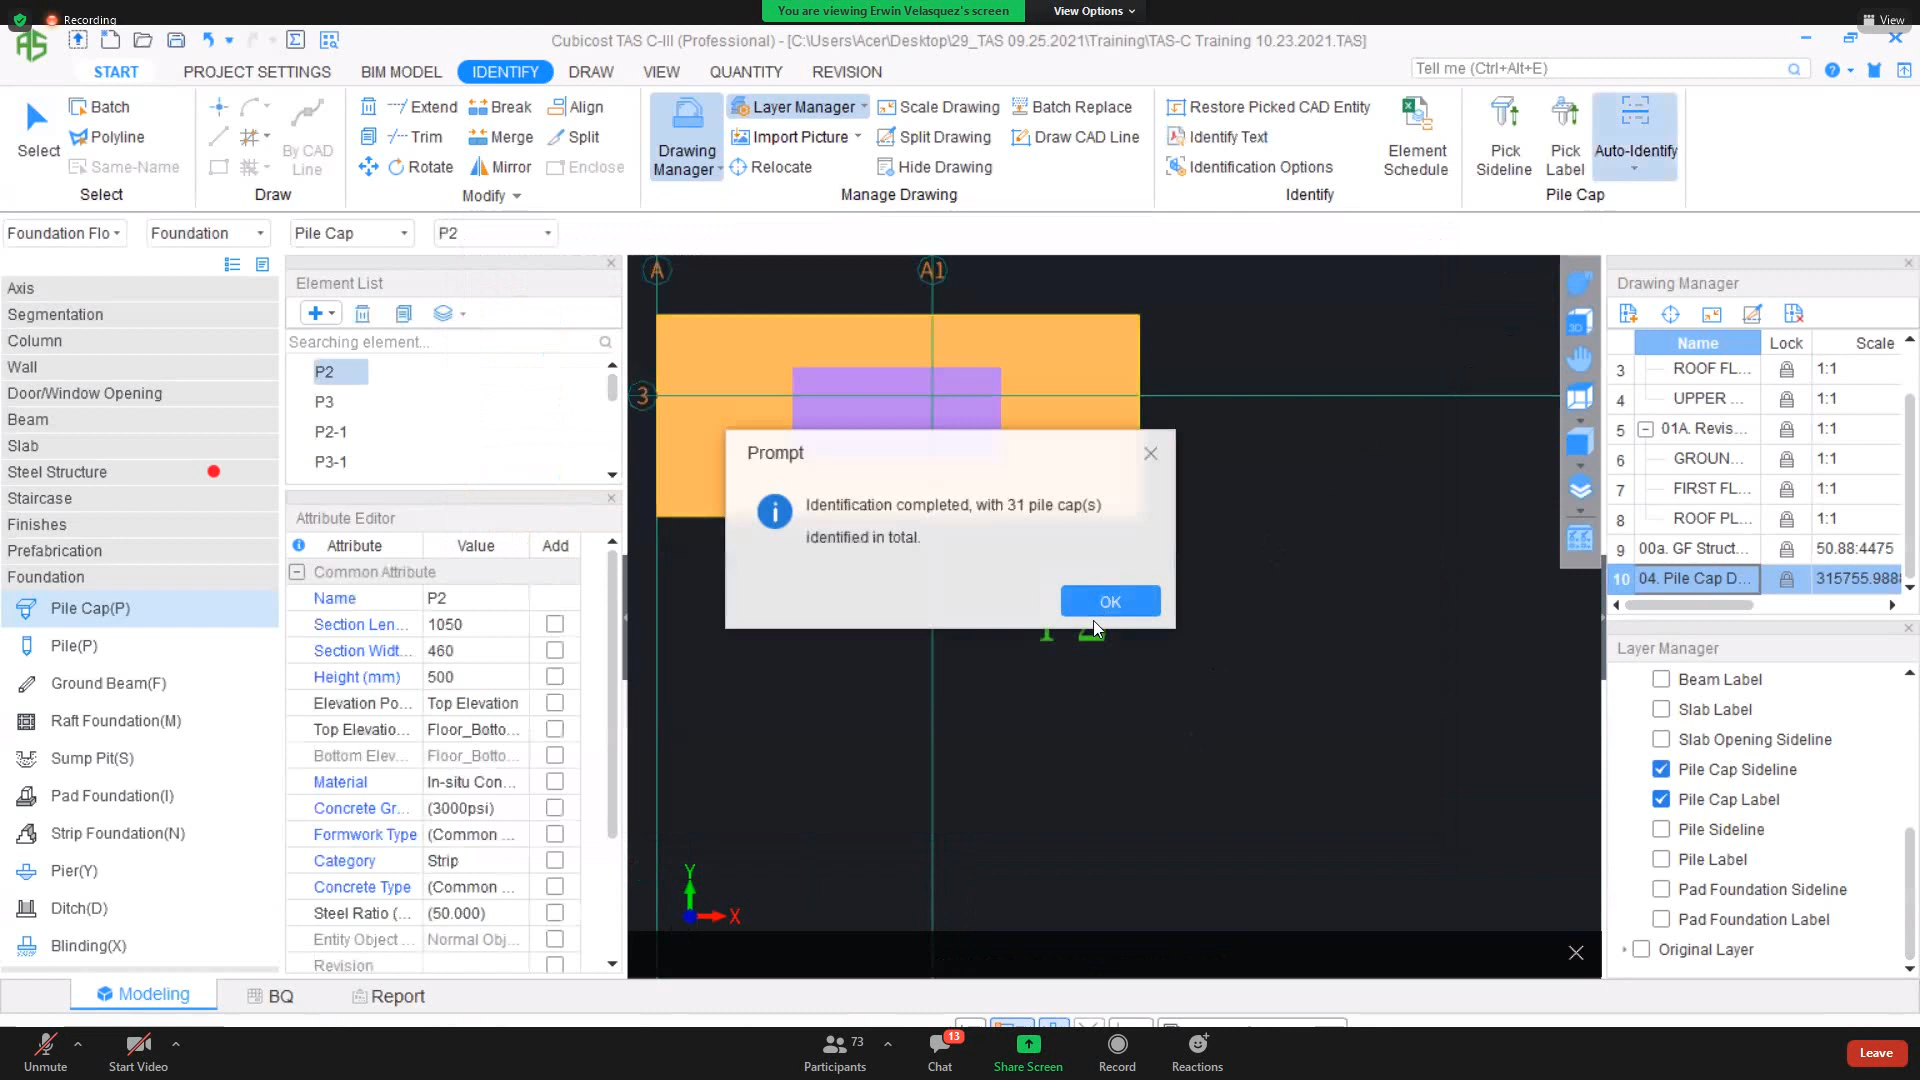 Recording
You are viewing Erwin Velasquez's screen
View Options
View
Cubicost TAS C-III (Professional) - [C:\Users\Acer\Desktop\29_TAS 09.25.2021\Training\TAS-C Training 10.23.2021.TAS]
START
PROJECT SETTINGS
BIM MODEL
IDENTIFY
DRAW
VIEW
QUANTITY
REVISION
Tell me (Ctrl+Alt+E)
Select
Batch
Polyline
Same-Name
Select
By CAD
Line
Draw
Extend
Break
Align
Trim
Merge
Split
Rotate
Mirror
Enclose
Modify
Drawing
Manager
Layer Manager
Scale Drawing
Batch Replace
Import Picture
Split Drawing
Draw CAD Line
Relocate
Hide Drawing
Manage Drawing
Restore Picked CAD Entity
Identify Text
Identification Options
Element
Schedule
Identify
Pick
Sideline
Pick
Label
Auto-Identify
Pile Cap
Foundation Flo
Foundation
Pile Cap
P2
Axis
Segmentation
Column
Wall
Door/Window Opening
Beam
Slab
Steel Structure
Staircase
Finishes
Prefabrication
Foundation
Pile Cap(P)
Pile(P)
Ground Beam(F)
Raft Foundation(M)
Sump Pit(S)
Pad Foundation(I)
Strip Foundation(N)
Pier(Y)
Ditch(D)
Blinding(X)
Element List
Searching element...
P2
P3
P2-1
P3-1
Attribute Editor
Attribute Value Add
Common Attribute
Name P2
Section Len... 1050
Section Widt... 460
Height (mm) 500
Elevation Po... Top Elevation
Top Elevatio... Floor_Botto...
Bottom Elev... Floor_Botto...
Material In-situ Con...
Concrete Gr... (3000psi)
Formwork Type (Common ...
Category Strip
Concrete Type (Common ...
Steel Ratio (... (50.000)
Entity Object ... Normal Obj...
Revision
A
A1
3
Prompt
Identification completed, with 31 pile cap(s)
identified in total.
OK
Y
X
3D
Drawing Manager
Name Lock Scale
3 ROOF FL... 1:1
4 UPPER ... 1:1
5 01A. Revis... 1:1
6 GROUN... 1:1
7 FIRST FL... 1:1
8 ROOF PL... 1:1
9 00a. GF Struct... 50.88:4475
10 04. Pile Cap D... 315755.988
Layer Manager
Beam Label
Slab Label
Slab Opening Sideline
Pile Cap Sideline
Pile Cap Label
Pile Sideline
Pile Label
Pad Foundation Sideline
Pad Foundation Label
Original Layer
Modeling
BQ
Report
Unmute
Start Video
73
Participants
13
Chat
Share Screen
Record
Reactions
Leave